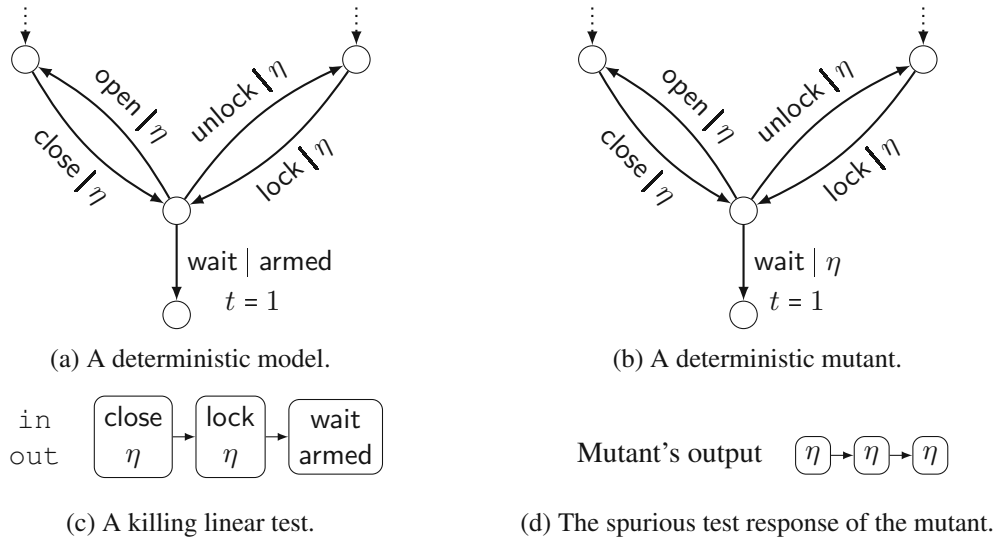 open | η
close | η
unlock | η
lock | η
wait | armed
t = 1
(a) A deterministic model.
open | η
close | η
unlock | η
lock | η
wait | η
t = 1
(b) A deterministic mutant.
in close lock wait
out η η armed
(c) A killing linear test.
Mutant's output η η η
(d) The spurious test response of the mutant.